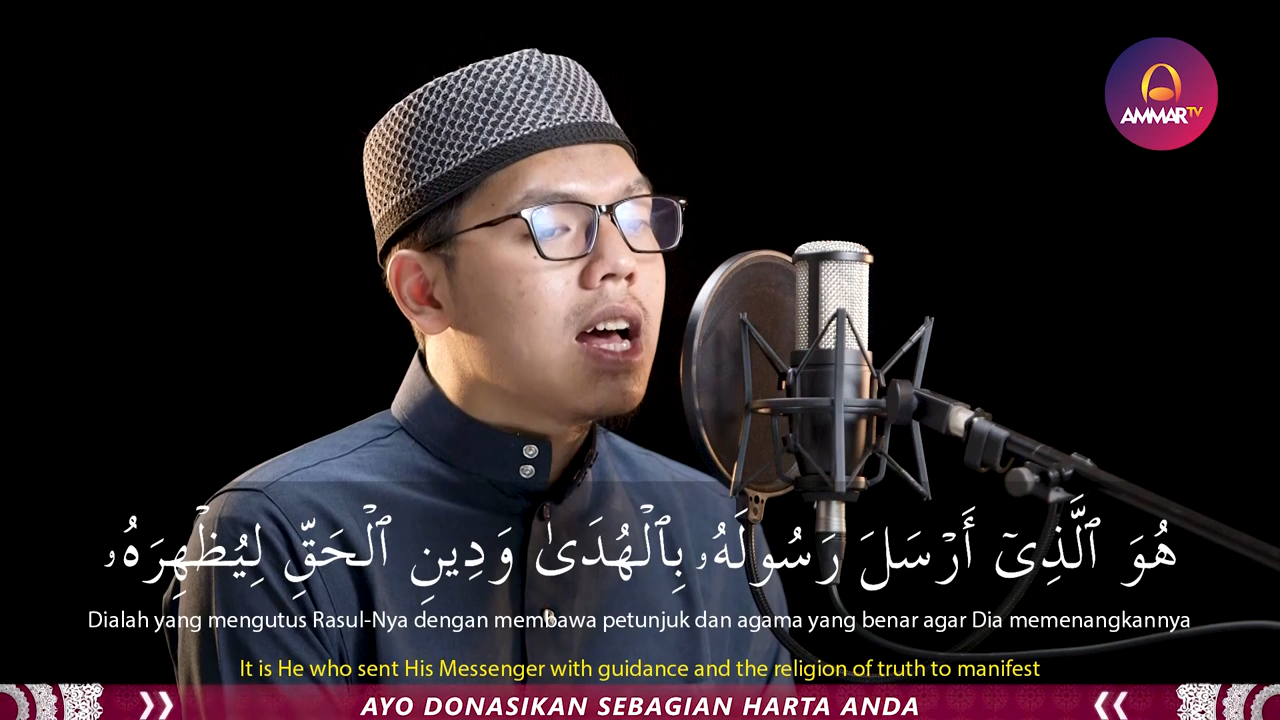 AMMARTV
هُوَ ٱلَّذِىٓ أَرْسَلَ رَسُولَهُۥ بِٱلْهُدَىٰ وَدِينِ ٱلْحَقِّ لِيُظْهِرَهُۥ
Dialah yang mengutus Rasul-Nya dengan membawa petunjuk dan agama yang benar agar Dia memenangkannya
It is He who sent His Messenger with guidance and the religion of truth to manifest
AYO DONASIKAN SEBAGIAN HARTA ANDA